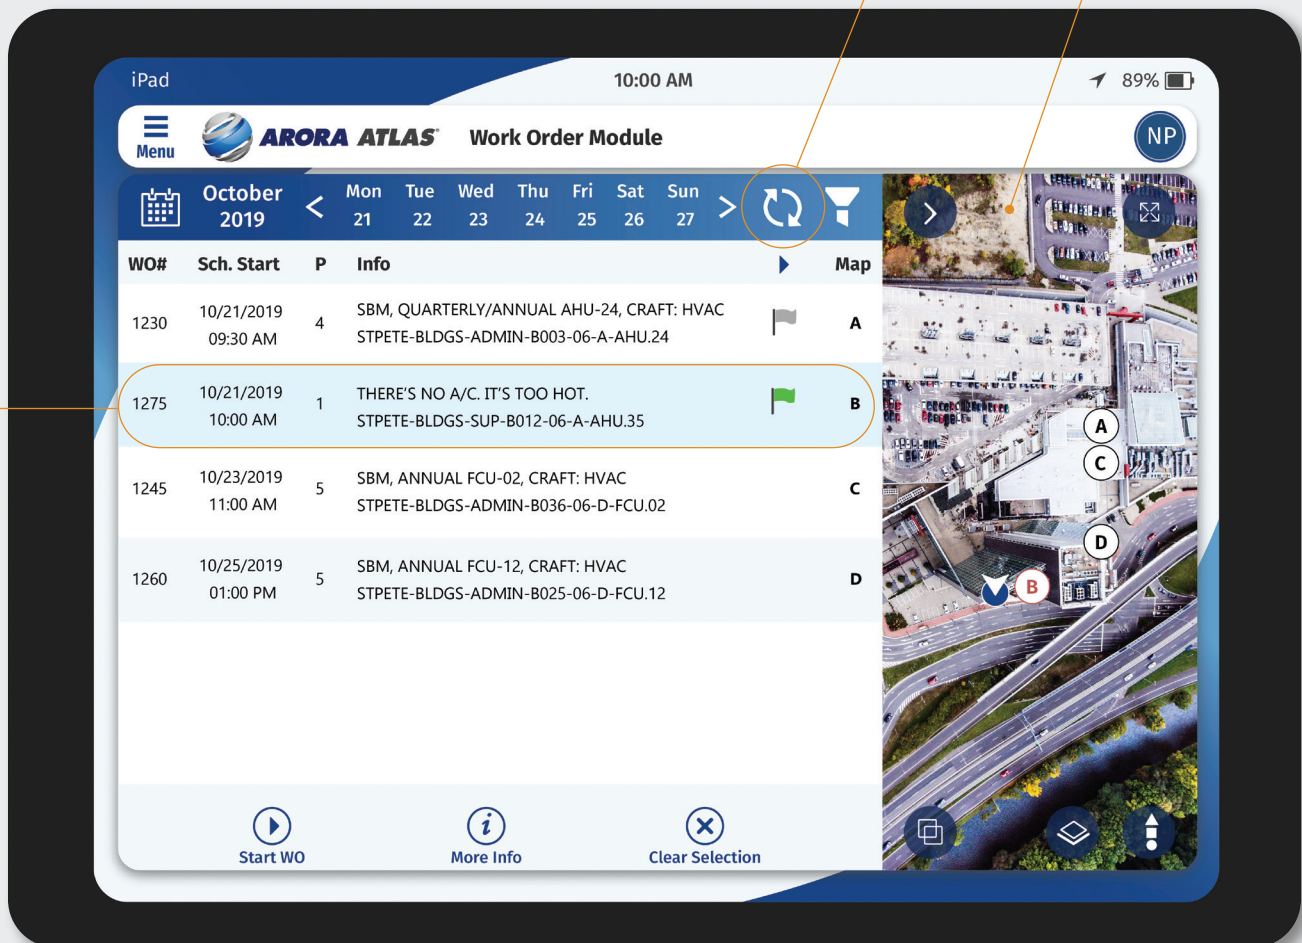 iPad 10:00 AM 89%
Menu ARORA ATLAS® Work Order Module NP
October Mon Tue Wed Thu Fri Sat Sun
2019 < 21 22 23 24 25 26 27 >
WO# Sch. Start P Info Map
1230 10/21/2019 09:30 AM 4 SBM, QUARTERLY/ANNUAL AHU-24, CRAFT: HVAC A
STPETE-BLDGS-ADMIN-B003-06-A-AHU.24
1275 10/21/2019 10:00 AM 1 THERE'S NO A/C. IT'S TOO HOT. B
STPETE-BLDGS-SUP-B012-06-A-AHU.35
1245 10/23/2019 11:00 AM 5 SBM, ANNUAL FCU-02, CRAFT: HVAC C
STPETE-BLDGS-ADMIN-B036-06-D-FCU.02
1260 10/25/2019 01:00 PM 5 SBM, ANNUAL FCU-12, CRAFT: HVAC D
STPETE-BLDGS-ADMIN-B025-06-D-FCU.12
A
C
D
B
Start WO More Info Clear Selection